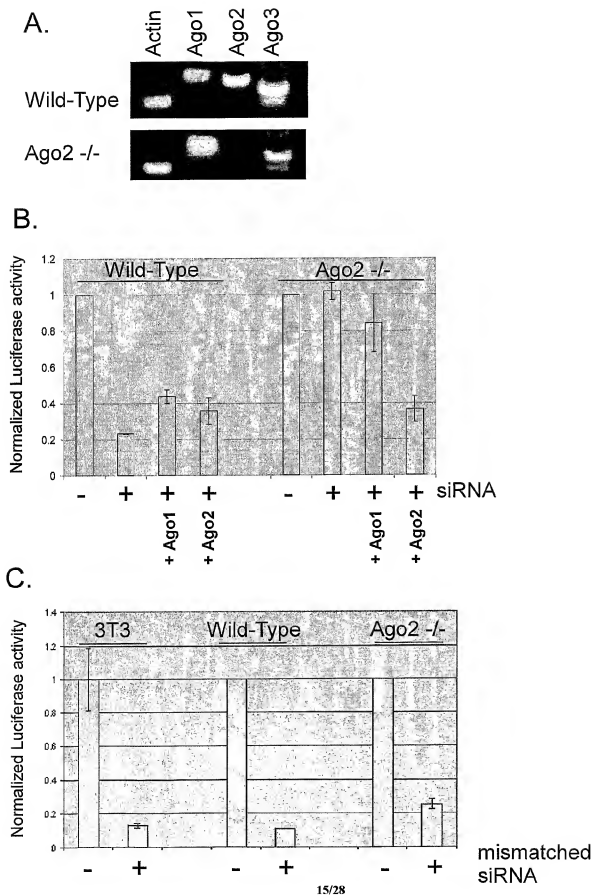 A.
Actin Ago1 Ago2 Ago3
Wild-Type
Ago2 -/-
B.
Normalized Luciferase activity
1.2
1
0.8
0.6
0.4
0.2
0
Wild-Type Ago2 -/-
- + + + - + + + siRNA
+ Ago1 + Ago2 + Ago1 + Ago2
C.
Normalized Luciferase activity
1.4
1.2
1
0.8
0.6
0.4
0.2
0
3T3 Wild-Type Ago2 -/-
- + - + - + mismatched
siRNA
15/28